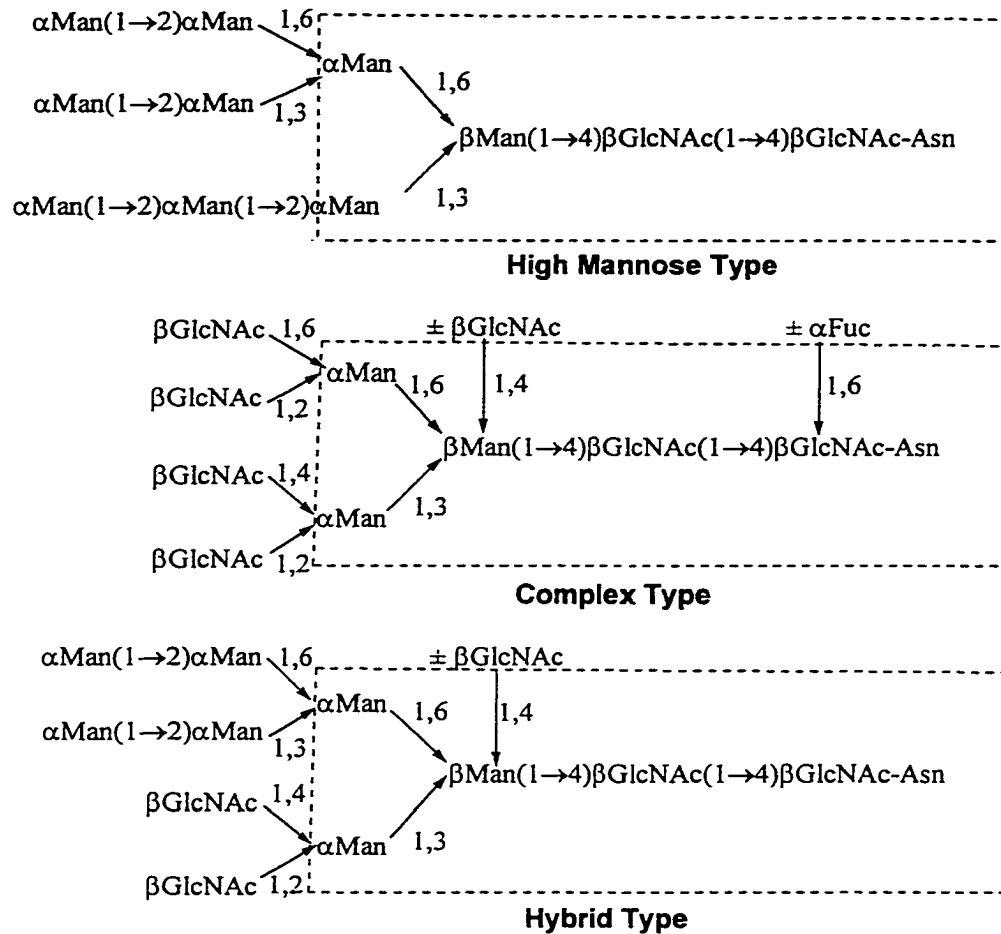 αMan(1→2)αMan 1,6
αMan
1,6
αMan(1→2)αMan 1,3
βMan(1→4)βGlcNAc(1→4)βGlcNAc-Asn
1,3
αMan(1→2)αMan(1→2)αMan
High Mannose Type
βGlcNAc 1,6 ± βGlcNAc ± αFuc
αMan 1,6 1,4 1,6
βGlcNAc 1,2
βMan(1→4)βGlcNAc(1→4)βGlcNAc-Asn
βGlcNAc 1,4
αMan 1,3
βGlcNAc 1,2
Complex Type
αMan(1→2)αMan 1,6 ± βGlcNAc
αMan 1,6 1,4
αMan(1→2)αMan 1,3
βMan(1→4)βGlcNAc(1→4)βGlcNAc-Asn
βGlcNAc 1,4
αMan 1,3
βGlcNAc 1,2
Hybrid Type